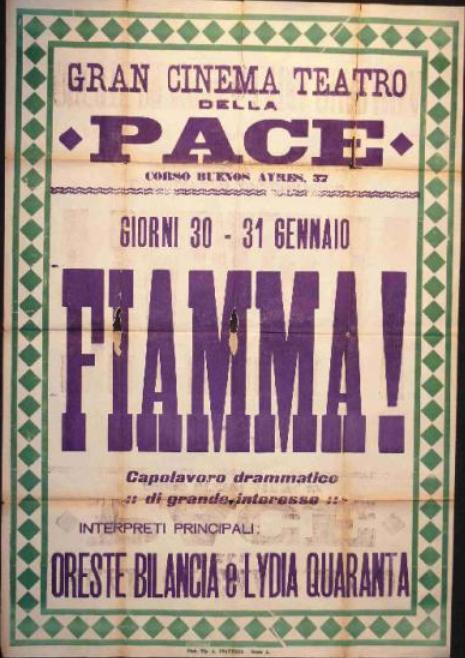 GRAN CINEMA TEATRO
DELLA
PACE
CORSO BUENOS AYRES, 37
GIORNI 30 - 31 GENNAIO
FIAMMA!
Capolavoro drammatico
:: di grande interesse ::
INTERPRETI PRINCIPALI:
ORESTE BILANCIA e LYDIA QUARANTA